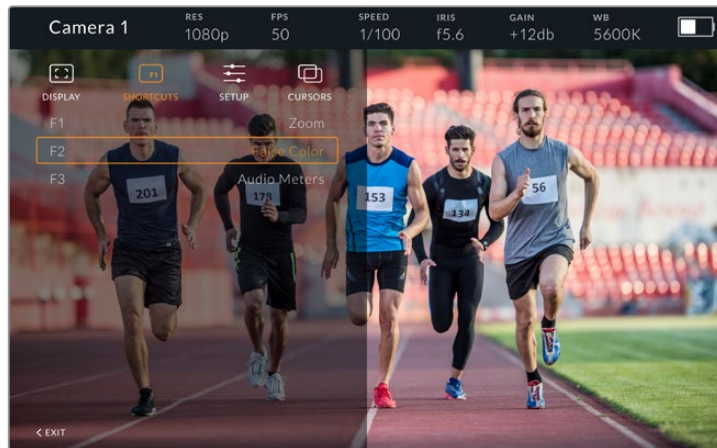 Camera 1
RES FPS SPEED IRIS GAIN WB
1080p 50 1/100 f5.6 +12db 5600K
F1
DISPLAY SHORTCUTS SETUP CURSORS
F1 Zoom
F2 False Color
F3 Audio Meters
201 178 153 134 56
< EXIT